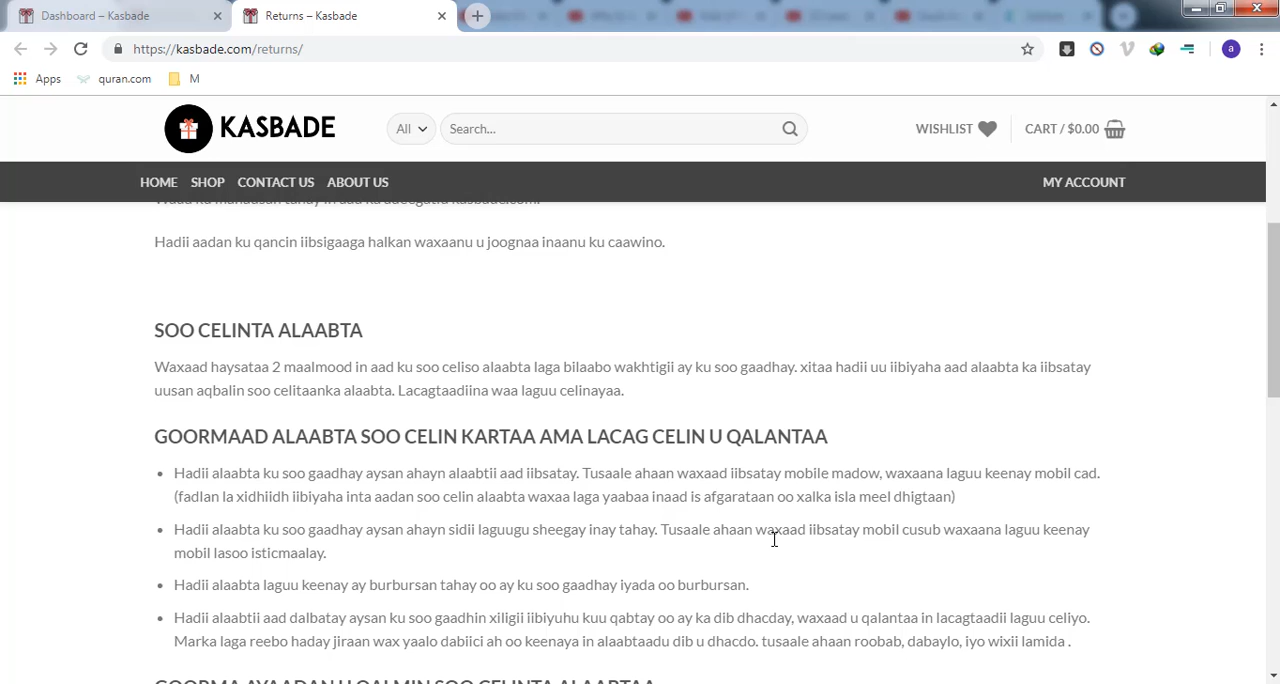 Dashboard – Kasbade
Returns – Kasbade
https://kasbade.com/returns/
a
Apps
quran.com
M
KASBADE
All
Search...
WISHLIST
CART / $0.00
HOME
SHOP
CONTACT US
ABOUT US
MY ACCOUNT
Hadii aadan ku qancin iibsigaaga halkan waxaanu u joognaa inaanu ku caawino.
SOO CELINTA ALAABTA
Waxaad haysataa 2 maalmood in aad ku soo celiso alaabta laga bilaabo wakhtigii ay ku soo gaadhay. xitaa hadii uu iibiyaha aad alaabta ka iibsatay
uusan aqbalin soo celitaanka alaabta. Lacagtaadiina waa laguu celinayaa.
GOORMAAD ALAABTA SOO CELIN KARTAA AMA LACAG CELIN U QALANTAA
Hadii alaabta ku soo gaadhay aysan ahayn alaabtii aad iibsatay. Tusaale ahaan waxaad iibsatay mobile madow, waxaana laguu keenay mobil cad.
(fadlan la xidhiidh iibiyaha inta aadan soo celin alaabta waxaa laga yaabaa inaad is afgarataan oo xalka isla meel dhigtaan)
Hadii alaabta ku soo gaadhay aysan ahayn sidii laguugu sheegay inay tahay. Tusaale ahaan waxaad iibsatay mobil cusub waxaana laguu keenay
mobil lasoo isticmaalay.
Hadii alaabta laguu keenay ay burbursan tahay oo ay ku soo gaadhay iyada oo burbursan.
Hadii alaabtii aad dalbatay aysan ku soo gaadhin xiligii iibiyuhu kuu qabtay oo ay ka dib dhacday, waxaad u qalantaa in lacagtaadii laguu celiyo.
Marka laga reebo haday jiraan wax yaalo dabiici ah oo keenaya in alaabtaadu dib u dhacdo. tusaale ahaan roobab, dabaylo, iyo wixii lamida .